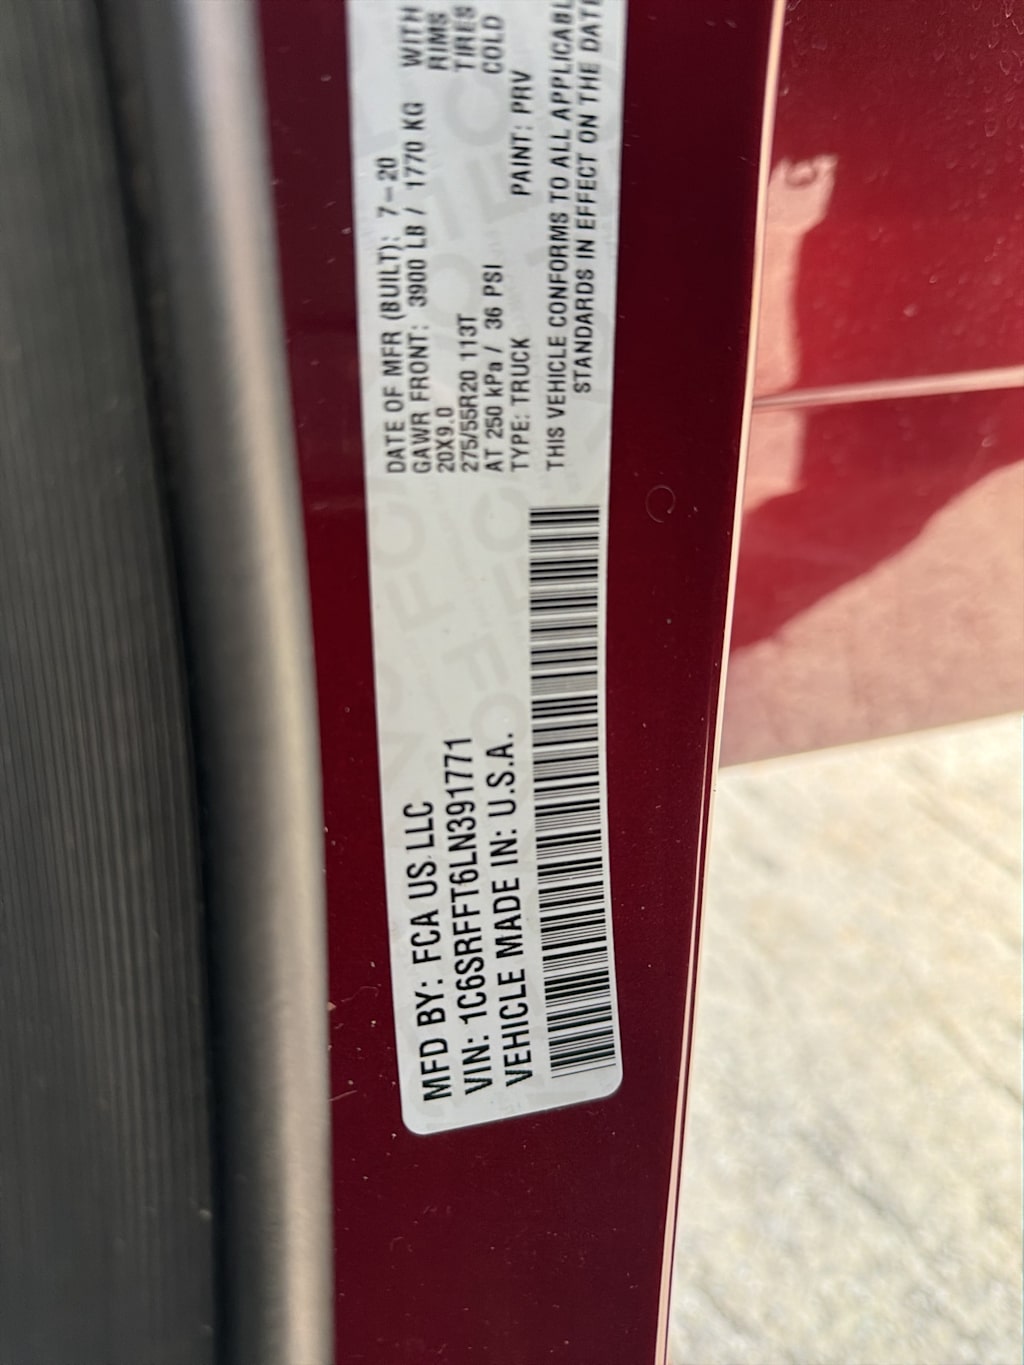 MFD BY: FCA US LLC
VIN: 1C6SRFFT6LN391771
VEHICLE MADE IN: U.S.A.
DATE OF MFR (BUILT): 7-20
GAWR FRONT: 3900 LB / 1770 KG WITH
20X9.0 RIMS
275/55R20 113T TIRES
AT 250 kPa / 36 PSI COLD
TYPE: TRUCK PAINT: PRV
THIS VEHICLE CONFORMS TO ALL APPLICABL
STANDARDS IN EFFECT ON THE DATE